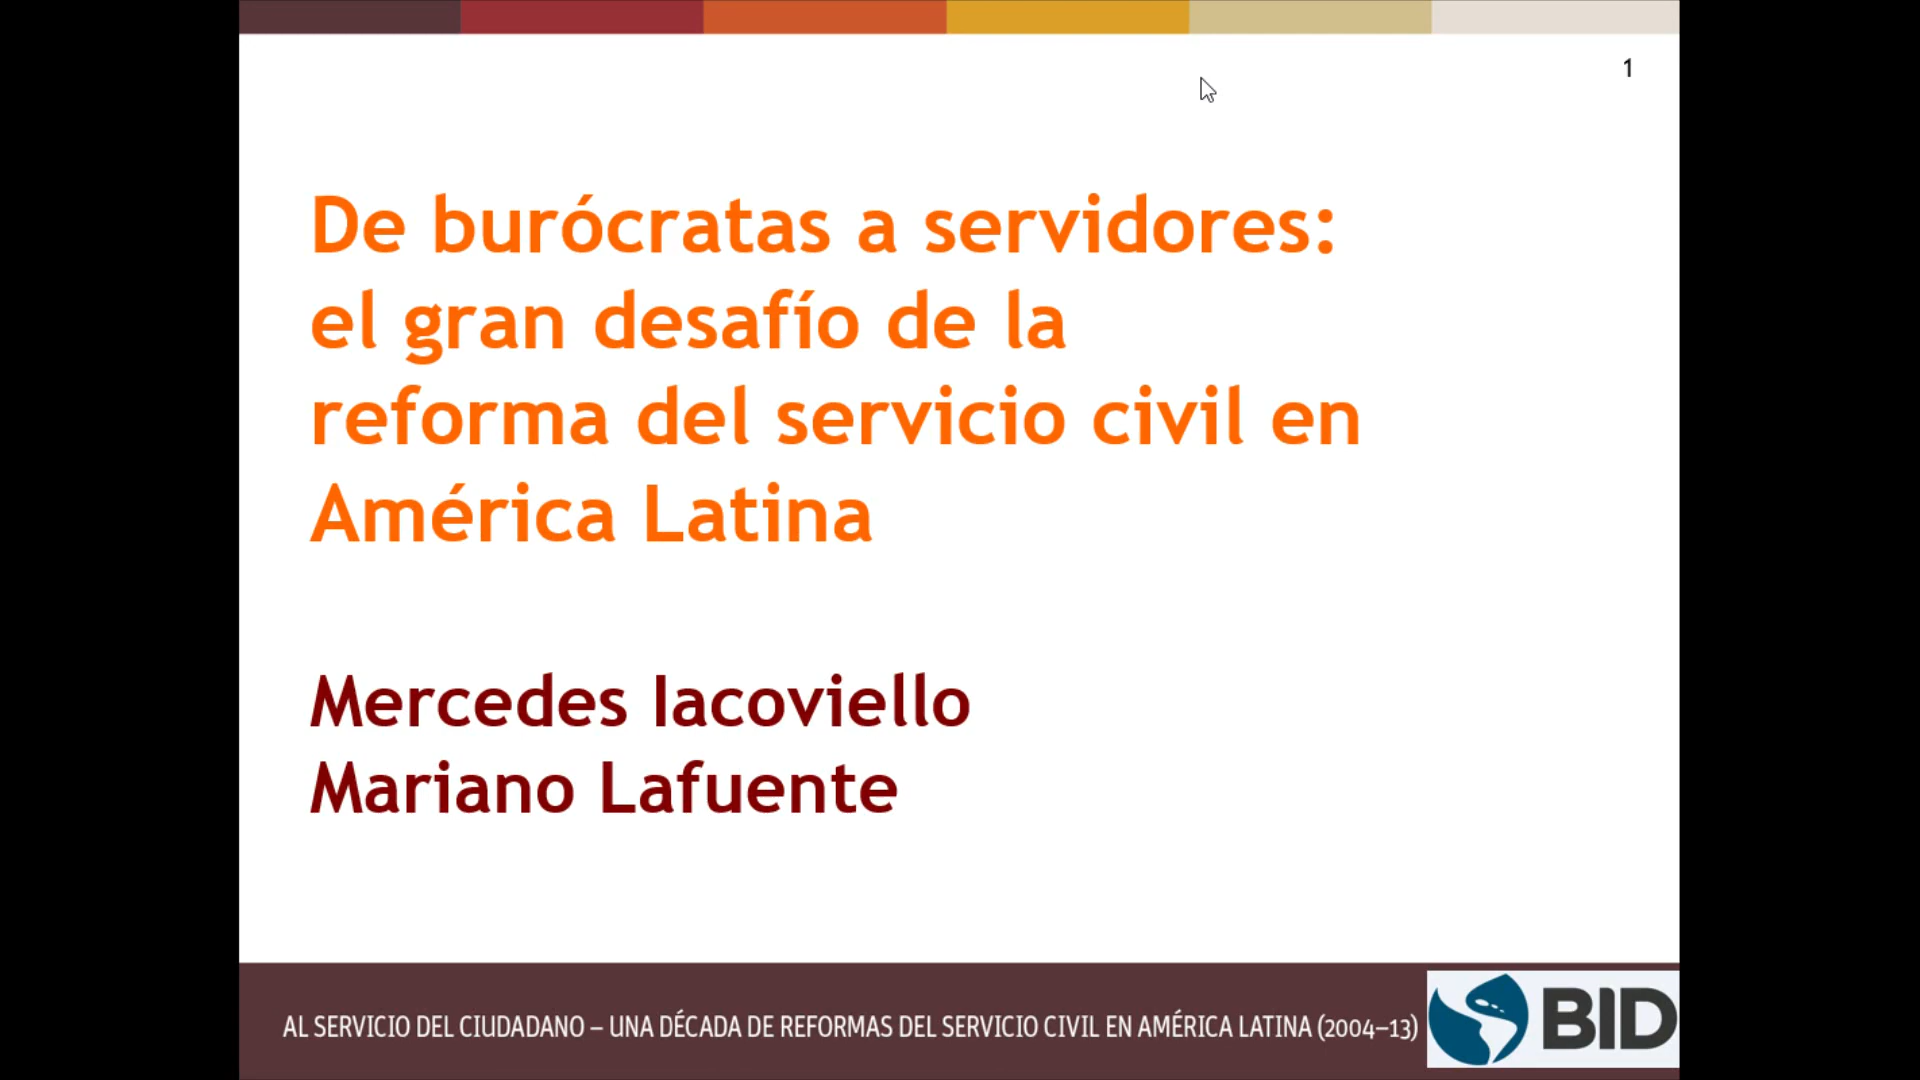 1
De burócratas a servidores:
el gran desafío de la
reforma del servicio civil en
América Latina
Mercedes Iacoviello
Mariano Lafuente
AL SERVICIO DEL CIUDADANO – UNA DÉCADA DE REFORMAS DEL SERVICIO CIVIL EN AMÉRICA LATINA (2004–13)
BID